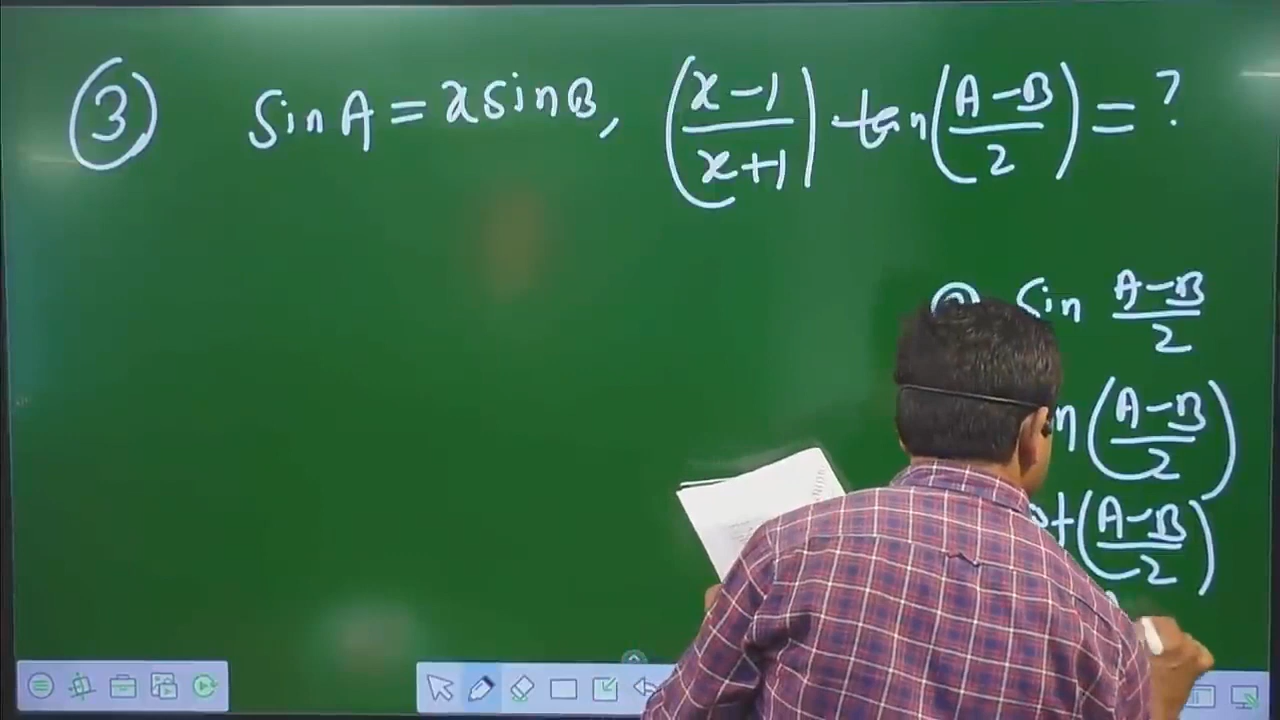 ③ Sin A = x Sin B, ((x-1)/(x+1)) · tan((A-B)/2) = ?
Sin (A-B)/2
((A-B)/2)
((A-B)/2)